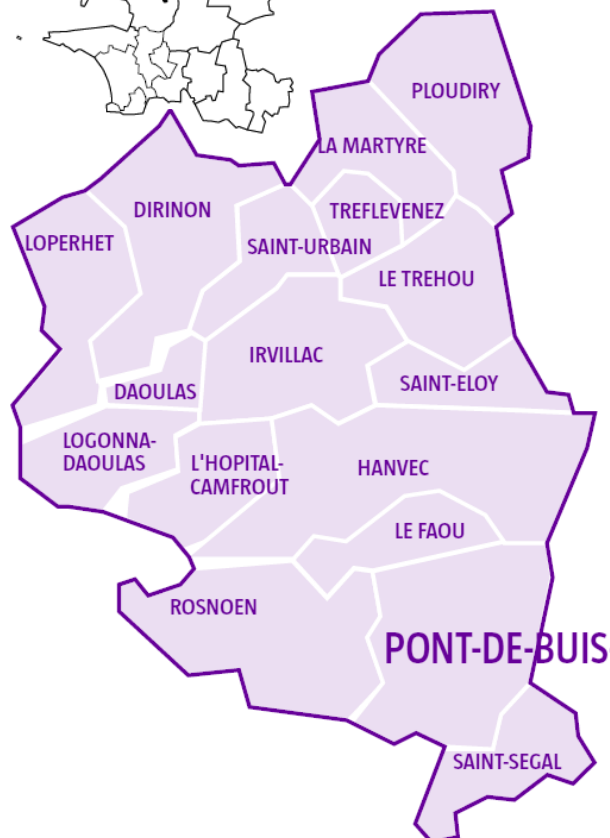 PLOUDIRY
LA MARTYRE
DIRINON
TREFLEVENEZ
LOPERHET
SAINT-URBAIN
LE TREHOU
IRVILLAC
DAOULAS
SAINT-ELOY
LOGONNA-
DAOULAS
L'HOPITAL-
CAMFROUT
HANVEC
LE FAOU
ROSNOEN
PONT-DE-BUIS
SAINT-SEGAL